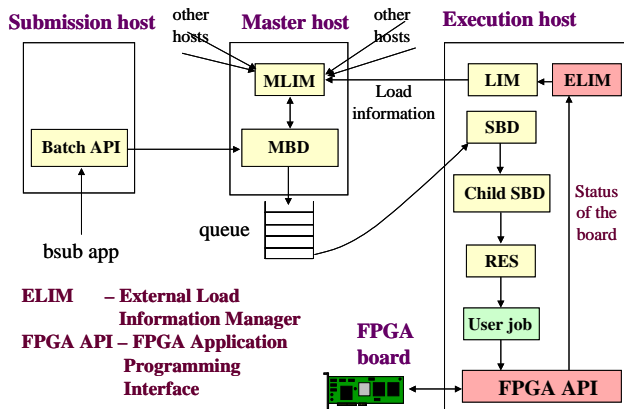 Submission host
Master host
Execution host
other
hosts
other
hosts
MLIM
LIM
ELIM
Load
information
Batch API
MBD
SBD
Child SBD
Status
of the
board
queue
bsub app
RES
ELIM – External Load
Information Manager
FPGA API – FPGA Application
Programming
Interface
User job
FPGA
board
FPGA API